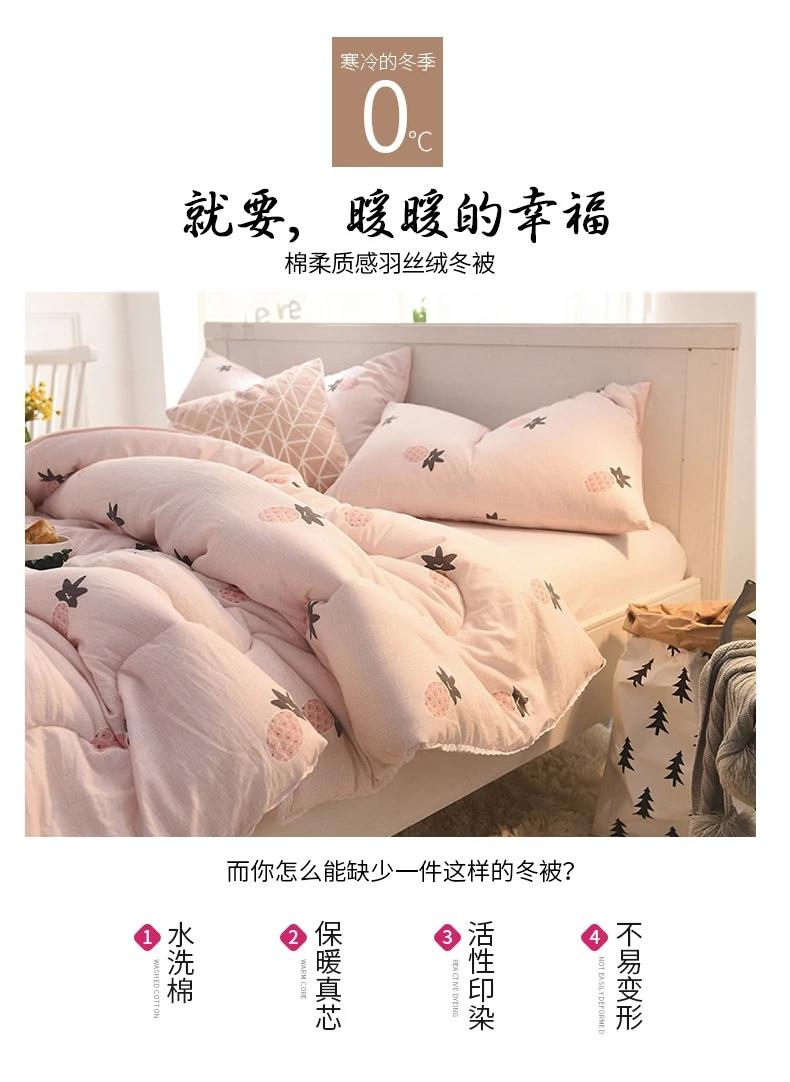 寒冷的冬季
0℃
就要，暖暖的幸福
棉柔质感羽丝绒冬被
ere
而你怎么能缺少一件这样的冬被？
1 水洗棉
WASHED COTTON
2 保暖真芯
WARM CORE
3 活性印染
REACTIVE DYEING
4 不易变形
NOT EASILY DEFORMED